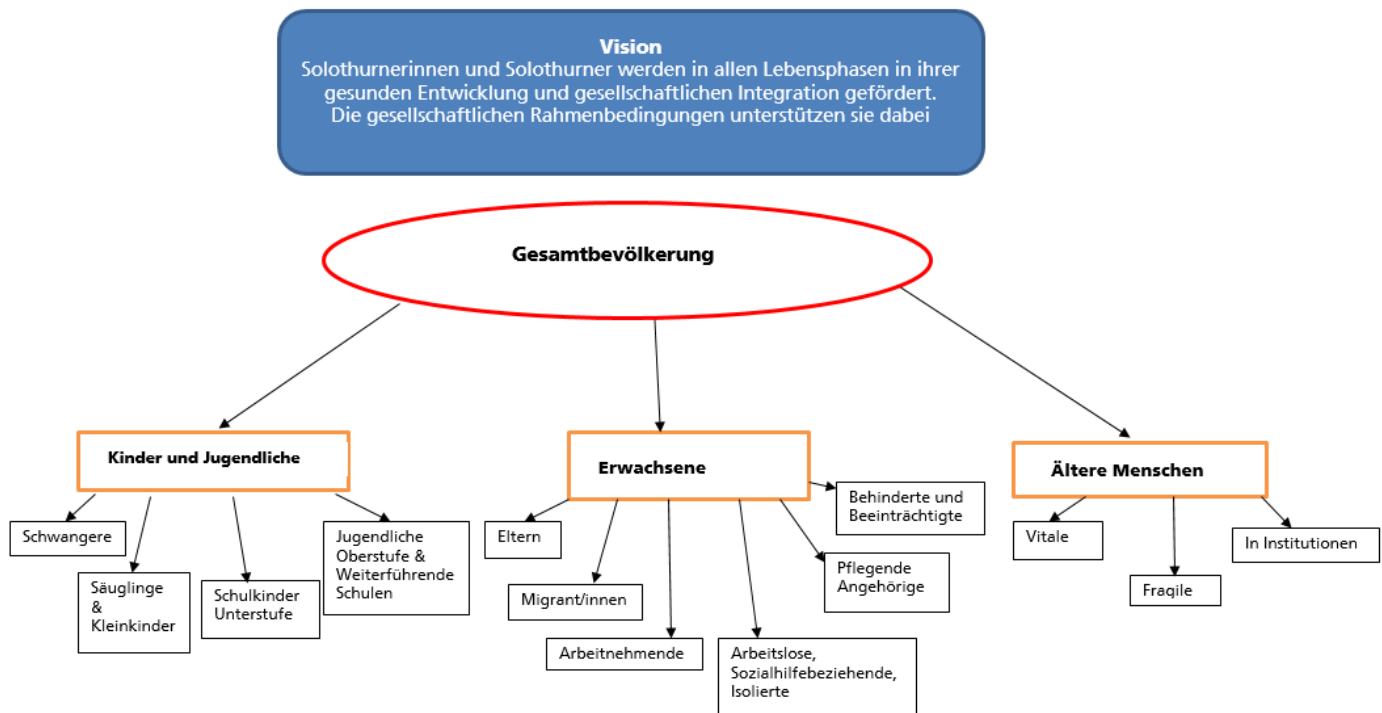 Vision
Solothurnerinnen und Solothurner werden in allen Lebensphasen in ihrer
gesunden Entwicklung und gesellschaftlichen Integration gefördert.
Die gesellschaftlichen Rahmenbedingungen unterstützen sie dabei
Gesamtbevölkerung
Kinder und Jugendliche
Schwangere
Säuglinge
&
Kleinkinder
Schulkinder
Unterstufe
Jugendliche
Oberstufe &
Weiterführende
Schulen
Erwachsene
Eltern
Migrant/innen
Arbeitnehmende
Arbeitslose,
Sozialhilfebeziehende,
Isolierte
Pflegende
Angehörige
Behinderte und
Beeinträchtigte
Ältere Menschen
Vitale
Fragile
In Institutionen